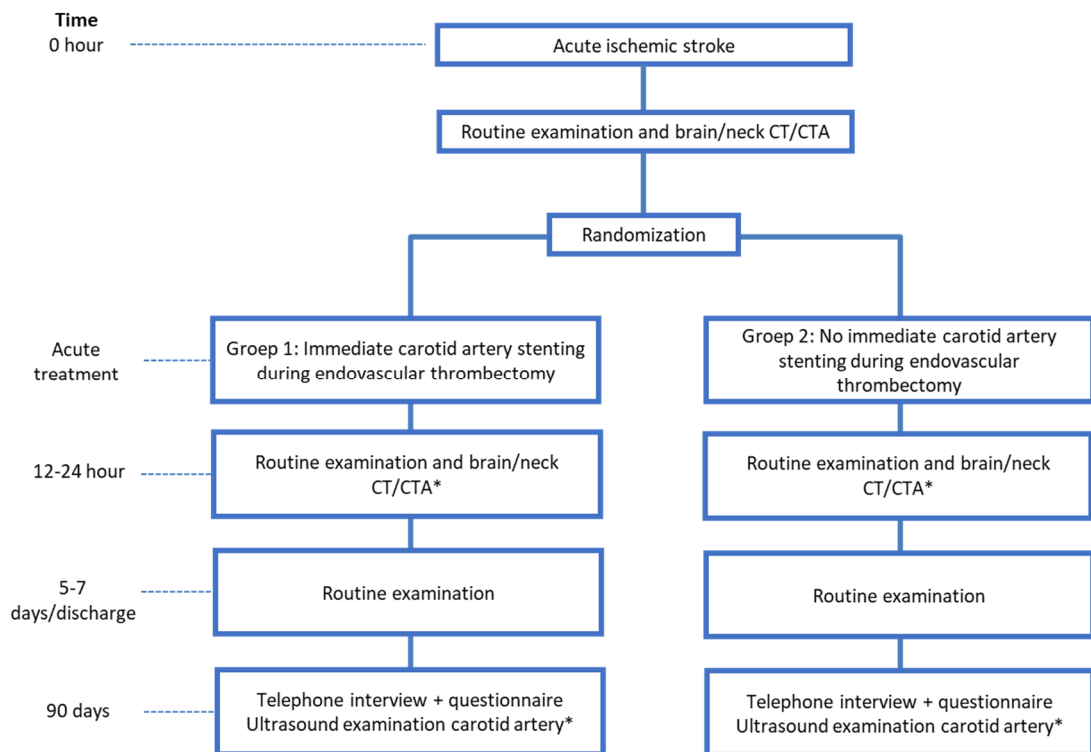 Time
0 hour
Acute ischemic stroke
Routine examination and brain/neck CT/CTA
Randomization
Acute
treatment
Groep 1: Immediate carotid artery stenting
during endovascular thrombectomy
Groep 2: No immediate carotid artery
stenting during endovascular
thrombectomy
12-24 hour
Routine examination and brain/neck
CT/CTA*
Routine examination and brain/neck
CT/CTA*
5-7
days/discharge
Routine examination
Routine examination
90 days
Telephone interview + questionnaire
Ultrasound examination carotid artery*
Telephone interview + questionnaire
Ultrasound examination carotid artery*